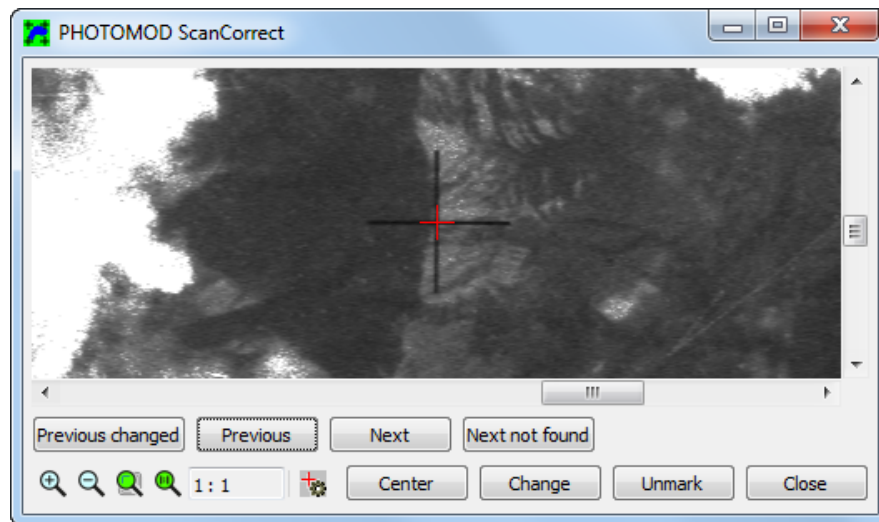 PHOTOMOD ScanCorrect
Previous changed Previous Next Next not found
1:1 Center Change Unmark Close